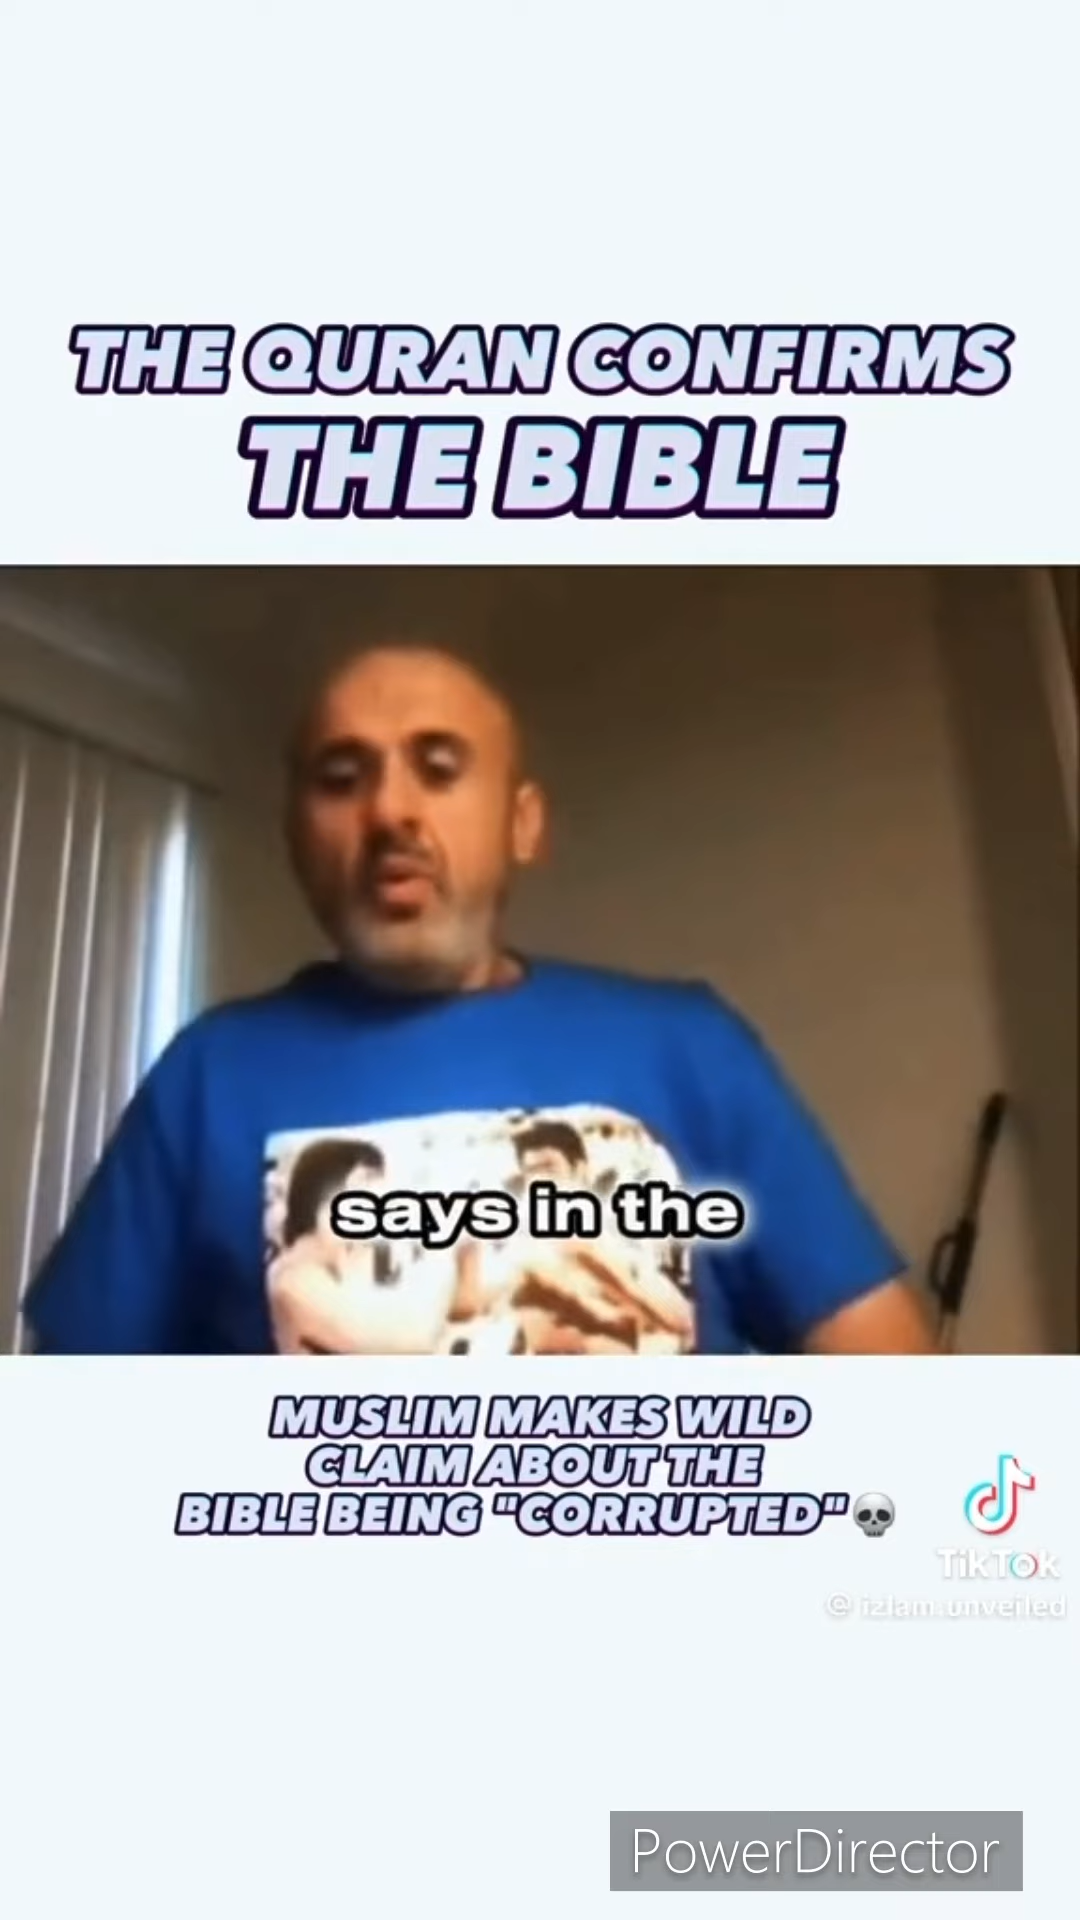 THE QURAN CONFIRMS
THE BIBLE
says in the
MUSLIM MAKES WILD
CLAIM ABOUT THE
BIBLE BEING "CORRUPTED"💀
TikTok
@izlam.unveiled
PowerDirector